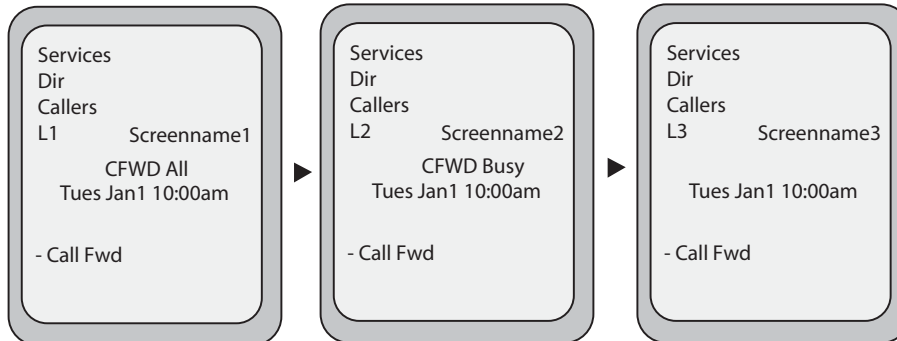 Services
Dir
Callers
L1 Screenname1
CFWD All
Tues Jan1 10:00am
- Call Fwd
Services
Dir
Callers
L2 Screenname2
CFWD Busy
Tues Jan1 10:00am
- Call Fwd
Services
Dir
Callers
L3 Screenname3
Tues Jan1 10:00am
- Call Fwd